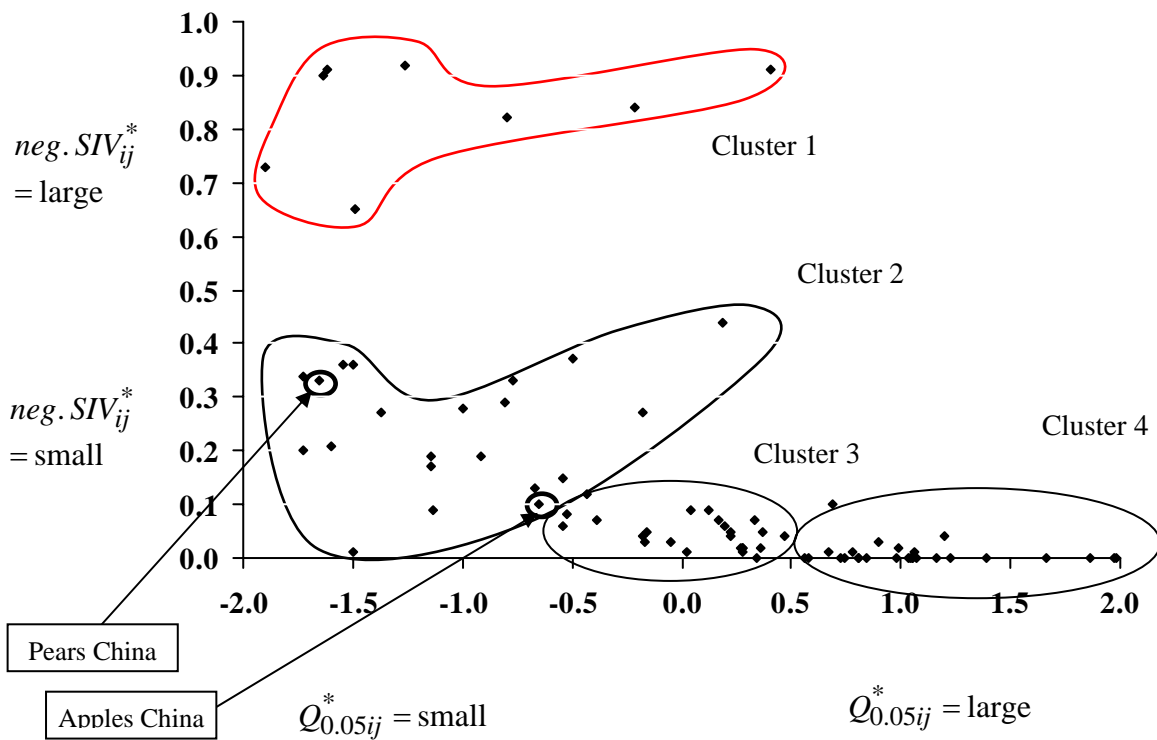 1.0
0.9
0.8
0.7
0.6
0.5
0.4
0.3
0.2
0.1
0.0
neg. SIV*ij
= large
neg. SIV*ij
= small
Cluster 1
Cluster 2
Cluster 3
Cluster 4
-2.0 -1.5 -1.0 -0.5 0.0 0.5 1.0 1.5 2.0
Pears China
Apples China
Q*0.05ij = small
Q*0.05ij = large